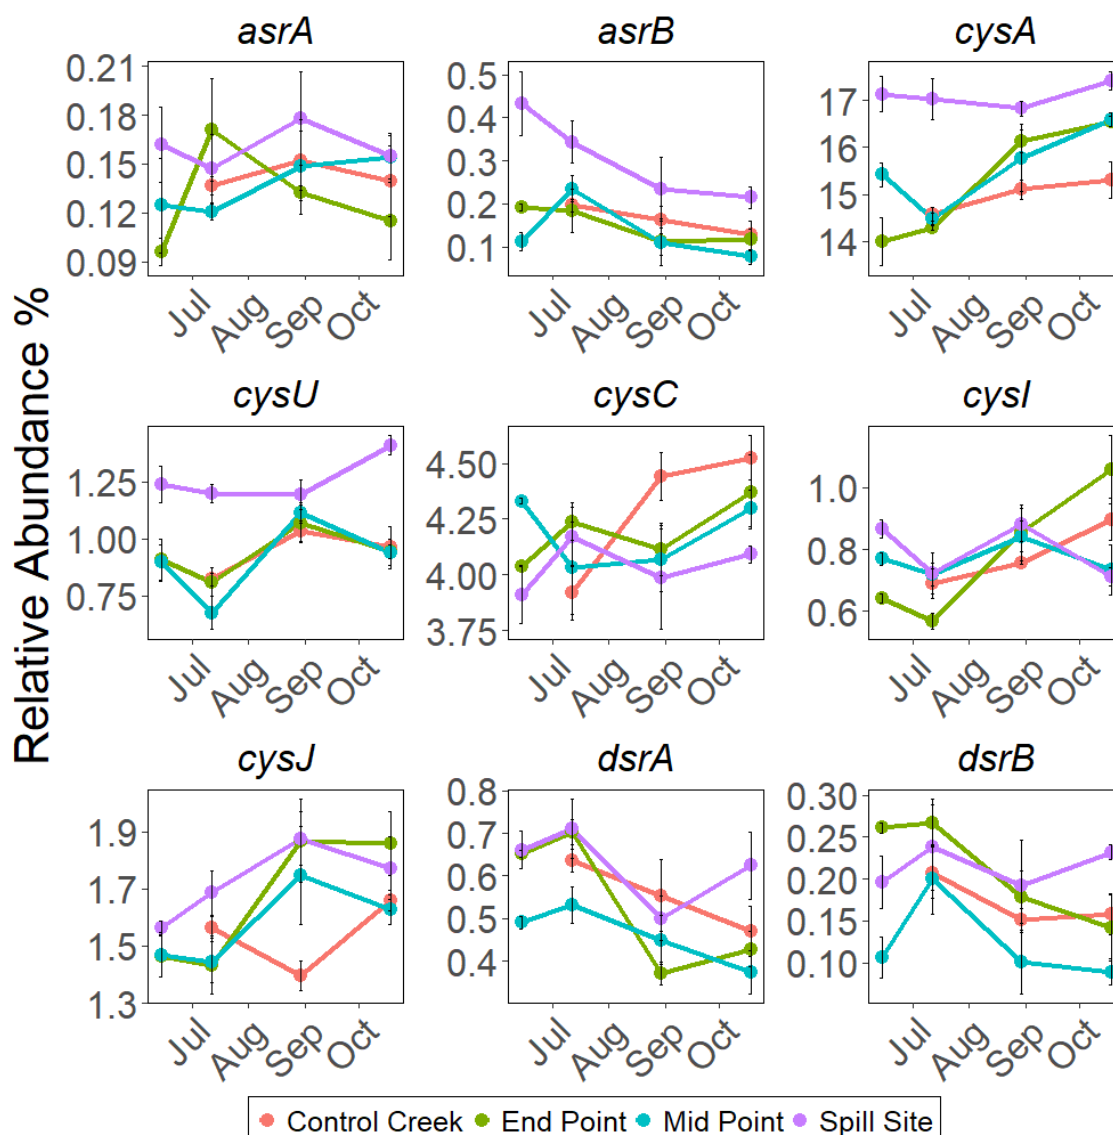 asrA asrB cysA
0.21 0.5
0.18 0.4 17
0.15 0.3 16
0.12 0.2 15
0.09 0.1 14
Jul Aug Sep Oct Jul Aug Sep Oct Jul Aug Sep Oct
Relative Abundance %
cysU cysC cysI
1.25 4.50 1.0
1.00 4.25 0.8
0.75 4.00 0.6
3.75
Jul Aug Sep Oct Jul Aug Sep Oct Jul Aug Sep Oct
cysJ dsrA dsrB
1.9 0.8 0.30
1.7 0.7 0.25
1.5 0.6 0.20
1.3 0.5 0.15
0.4 0.10
Jul Aug Sep Oct Jul Aug Sep Oct Jul Aug Sep Oct
Control Creek End Point Mid Point Spill Site